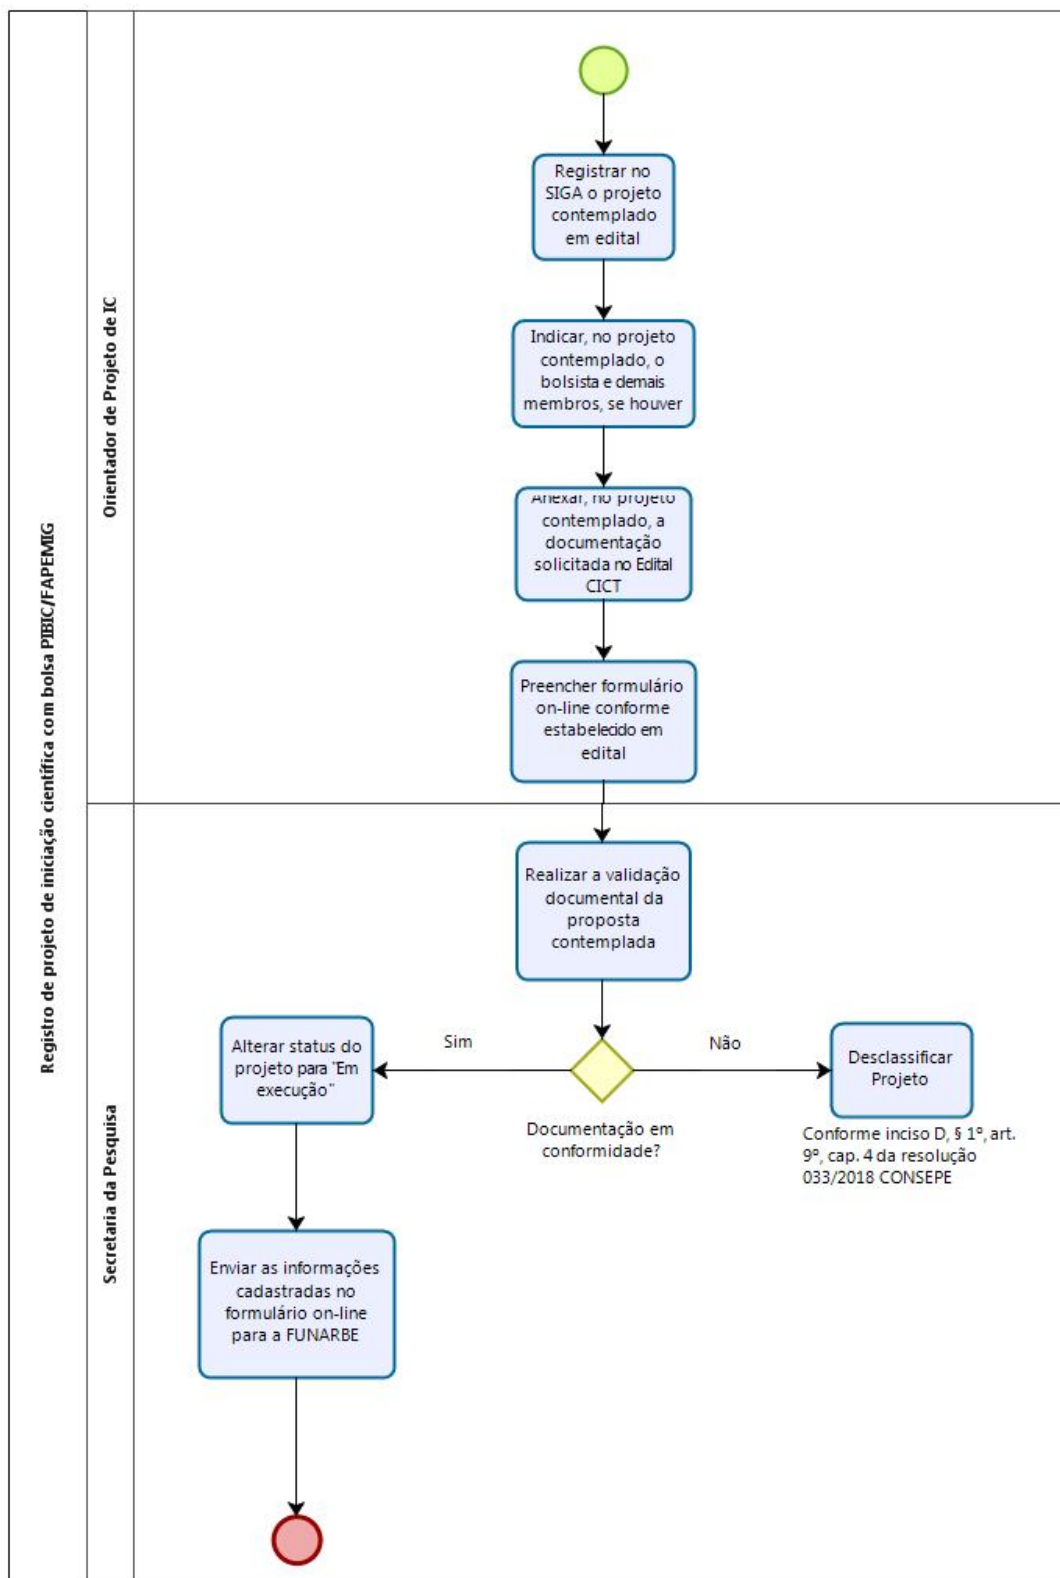 Registro de projeto de iniciação científica com bolsa PIBIC/FAPEMIG
Orientador de Projeto de IC
Registrar no
SIGA o projeto
contemplado
em edital
Indicar, no projeto
contemplado, o
bolsista e demais
membros, se houver
Anexar, no projeto
contemplado, a
documentação
solicitada no Edital
CICT
Preencher formulário
on-line conforme
estabelecido em
edital
Secretaria da Pesquisa
Realizar a validação
documental da
proposta
contemplada
Documentação em
conformidade?
Sim
Não
Alterar status do
projeto para "Em
execução"
Desclassificar
Projeto
Conforme inciso D, § 1º, art.
9º, cap. 4 da resolução
033/2018 CONSEPE
Enviar as informações
cadastradas no
formulário on-line
para a FUNARBE